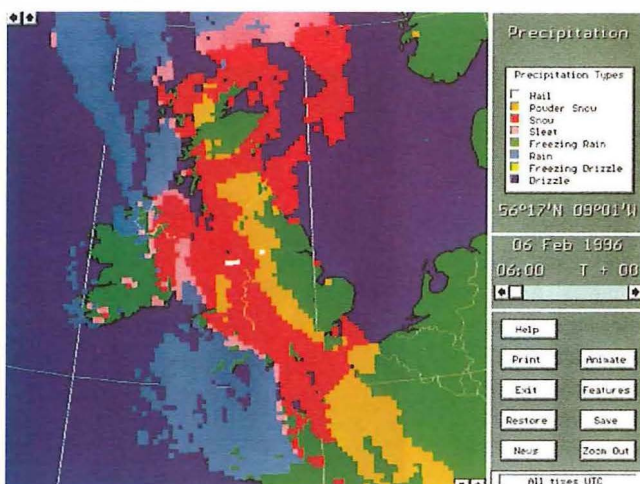 Precipitation
Precipitation Types
Hail
Powder Snow
Snow
Sleet
Freezing Rain
Rain
Freezing Drizzle
Drizzle
56°17'N 09°01'W
06 Feb 1996
06:00 T + 00
Help
Print Animate
Exit Features
Restore Save
News Zoom Out
All times UTC